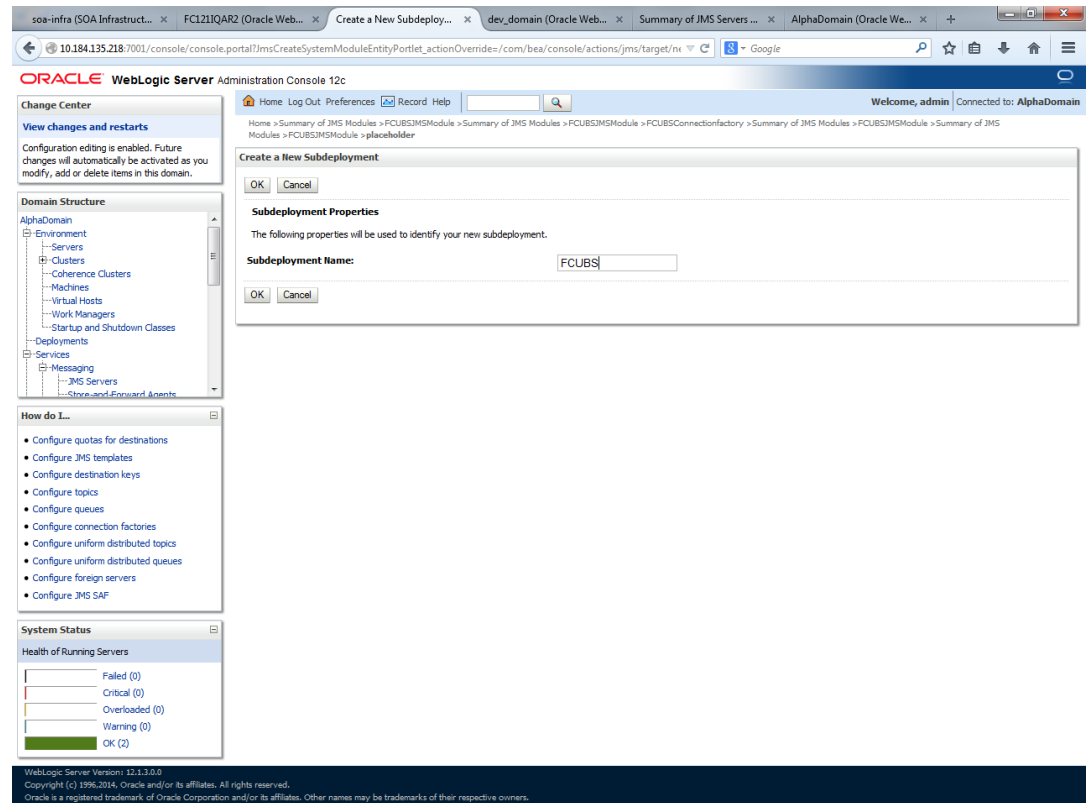 soa-infra (SOA Infrastruct... ×
FC121IQAR2 (Oracle Web... ×
Create a New Subdeploy... ×
dev_domain (Oracle Web... ×
Summary of JMS Servers ... ×
AlphaDomain (Oracle We... ×
10.184.135.218:7001/console/console.portal?JmsCreateSystemModuleEntityPortlet_actionOverride=/com/bea/console/actions/jms/target/ne
Google
ORACLE WebLogic Server Administration Console 12c
Change Center
View changes and restarts
Configuration editing is enabled. Future
changes will automatically be activated as you
modify, add or delete items in this domain.
Domain Structure
AlphaDomain
Environment
Servers
Clusters
Coherence Clusters
Machines
Virtual Hosts
Work Managers
Startup and Shutdown Classes
Deployments
Services
Messaging
JMS Servers
Store-and-Forward Agents
How do I...
Configure quotas for destinations
Configure JMS templates
Configure destination keys
Configure topics
Configure queues
Configure connection factories
Configure uniform distributed topics
Configure uniform distributed queues
Configure foreign servers
Configure JMS SAF
System Status
Health of Running Servers
Failed (0)
Critical (0)
Overloaded (0)
Warning (0)
OK (2)
Home Log Out Preferences Record Help
Welcome, admin Connected to: AlphaDomain
Home >Summary of JMS Modules >FCUBSJMSModule >Summary of JMS Modules >FCUBSJMSModule >FCUBSConnectionfactory >Summary of JMS Modules >FCUBSJMSModule >Summary of JMS
Modules >FCUBSJMSModule >placeholder
Create a New Subdeployment
OK Cancel
Subdeployment Properties
The following properties will be used to identify your new subdeployment.
Subdeployment Name: FCUBS
OK Cancel
WebLogic Server Version: 12.1.3.0.0
Copyright (c) 1996,2014, Oracle and/or its affiliates. All rights reserved.
Oracle is a registered trademark of Oracle Corporation and/or its affiliates. Other names may be trademarks of their respective owners.